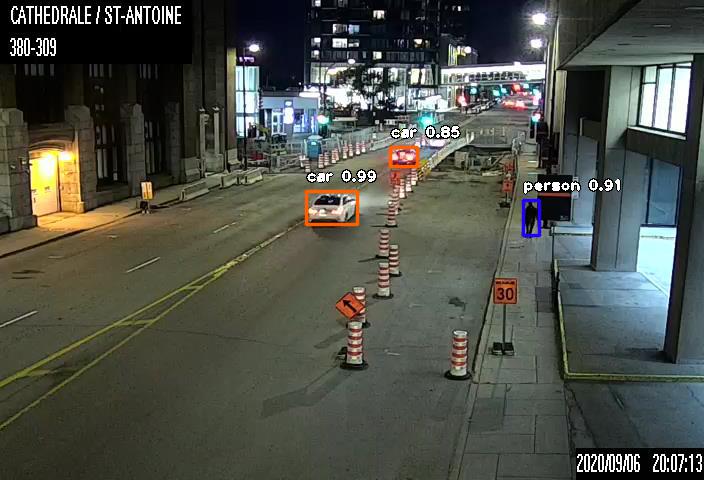 CATHEDRALE / ST-ANTOINE
380-309
car 0.85
car 0.99
person 0.91
30
2020/09/06 20:07:13